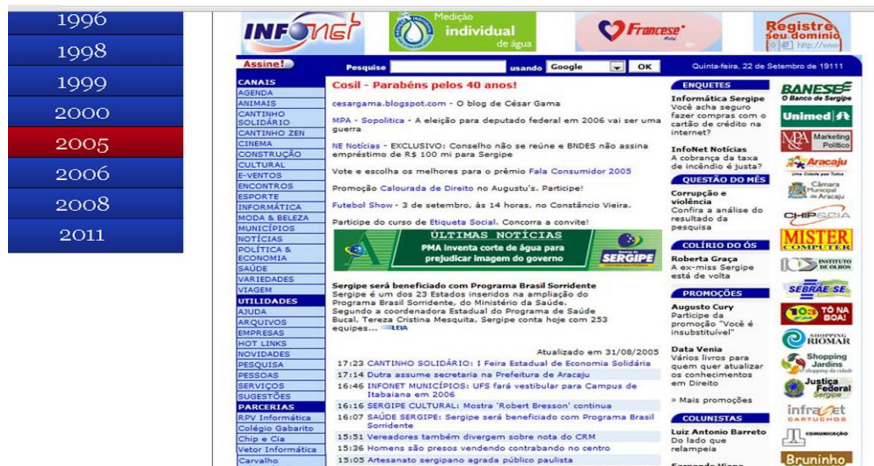 1996
1998
1999
2000
2005
2006
2008
2011
INFONET
Medição
individual
de água
Francese
Registre
seu domínio
http://www
Assine!
Pesquise
usando Google OK
Quinta-feira, 22 de Setembro de 19111
CANAIS
AGENDA
ANIMAIS
CANTINHO
SOLIDÁRIO
CANTINHO ZEN
CINEMA
CONSTRUÇÃO
CULTURAL
E-VENTOS
ENCONTROS
ESPORTE
INFORMÁTICA
MODA & BELEZA
MUNICÍPIOS
NOTÍCIAS
POLÍTICA &
ECONOMIA
SAÚDE
VARIEDADES
VIAGEM
UTILIDADES
AJUDA
ARQUIVOS
EMPRESAS
HOT LINKS
NOVIDADES
PESQUISA
PESSOAS
SERVIÇOS
SUGESTÕES
PARCERIAS
RPV Informática
Colégio Gabarito
Chip e Cia
Vetor Informática
Carvalho
Cosil - Parabéns pelos 40 anos!
cesargama.blogspot.com - O blog de César Gama
MPA - Sopolitica - A eleição para deputado federal em 2006 vai ser uma
guerra
NE Notícias - EXCLUSIVO: Conselho não se reúne e BNDES não assina
empréstimo de R$ 100 mi para Sergipe
Vote e escolha os melhores para o prêmio Fala Consumidor 2005
Promoção Calourada de Direito no Augustu's. Participe!
Futebol Show - 3 de setembro, às 14 horas, no Constâncio Vieira.
Participe do curso de Etiqueta Social. Concorra a convite!
ÚLTIMAS NOTÍCIAS
PMA inventa corte de água para
prejudicar imagem do governo
SERGIPE
Sergipe será beneficiado com Programa Brasil Sorridente
Sergipe é um dos 23 Estados inseridos na ampliação do
Programa Brasil Sorridente, do Ministério da Saúde.
Segundo a coordenadora Estadual do Programa de Saúde
Bucal, Tereza Cristina Mesquita, Sergipe conta hoje com 253
equipes... LEIA
Atualizado em 31/08/2005
17:23 CANTINHO SOLIDÁRIO: I Feira Estadual de Economia Solidária
17:14 Dutra assume secretaria na Prefeitura de Aracaju
16:46 INFONET MUNICÍPIOS: UFS fará vestibular para Campus de
Itabaiana em 2006
16:16 SERGIPE CULTURAL: Mostra 'Robert Bresson' continua
16:07 SAÚDE SERGIPE: Sergipe será beneficiado com Programa Brasil
Sorridente
15:51 Vereadores também divergem sobre nota do CRM
15:36 Homens são presos vendendo contrabando no centro
15:05 Artesanato sergipano agrada público paulista
ENQUETES
Informática Sergipe
Você acha seguro
fazer compras com o
cartão de crédito na
internet?
InfoNet Notícias
A cobrança da taxa
de incêndio é justa?
QUESTÃO DO MÊS
Corrupção e
violência
Confira a análise do
resultado da
pesquisa
COLÍRIO DO ÓS
Roberta Graça
A ex-miss Sergipe
está de volta
PROMOÇÕES
Augusto Cury
Participe da
promoção "Você é
insubstituível"
Data Venia
Vários livros para
quem quer atualizar
os conhecimentos
em Direito
» Mais promoções
COLUNISTAS
Luiz Antonio Barreto
Do lado que
relampeia
Fernando Viana
BANESE
O Banco de Sergipe
Unimed
MPA Marketing
Político
Aracaju
Uma Cidade pra Todos
Câmara
Municipal
de Aracaju
CHIP&CIA
MISTER
COMPUTER
INSTITUTO
DE OLHOS
SEBRAE SE
TÔ NA
BOA!
SHOPPING
RIOMAR
Shopping
Jardins
Justiça
Federal
Sergipe
infranet
CARTUCHOS
COMUNICAÇÃO
Bruninho